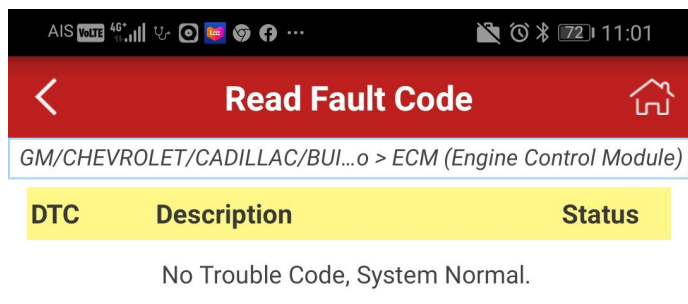 AIS VoLTE 4G+ ... 72 11:01
Read Fault Code
GM/CHEVROLET/CADILLAC/BUI...o > ECM (Engine Control Module)
DTC Description Status
No Trouble Code, System Normal.